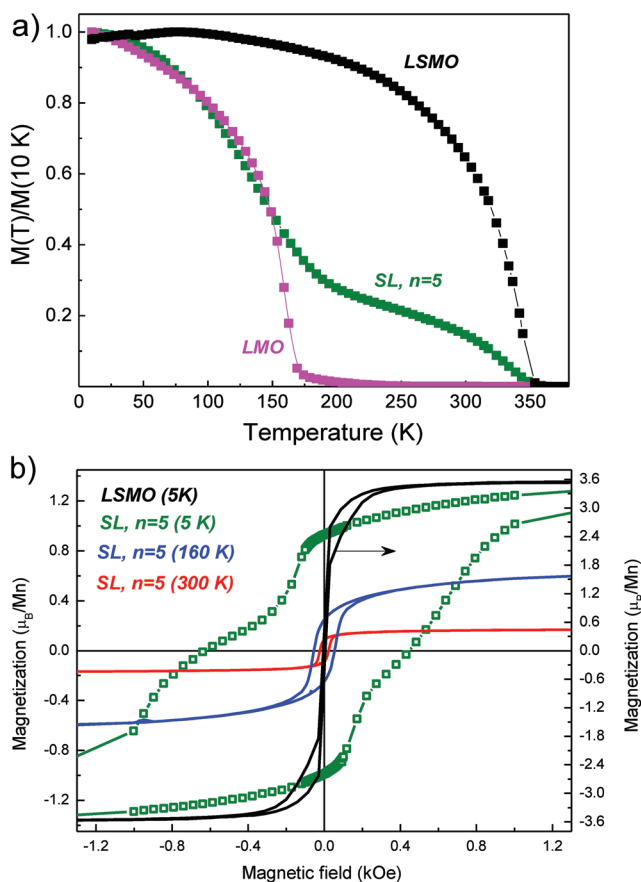 a)
1.0
0.8
0.6
0.4
0.2
M(T)/M(10 K)
LSMO
SL, n=5
LMO
0 50 100 150 200 250 300 350
Temperature (K)
b)
LSMO (5K)
SL, n=5 (5 K)
SL, n=5 (160 K)
SL, n=5 (300 K)
1.2
0.8
0.4
0.0
-0.4
-0.8
-1.2
Magnetization (μB/Mn)
3.6
2.4
1.2
0.6
0.0
-0.6
-1.2
-1.8
-2.4
-3.0
-3.6
Magnetization (μB/Mn)
-1.2 -0.8 -0.4 0.0 0.4 0.8 1.2
Magnetic field (kOe)